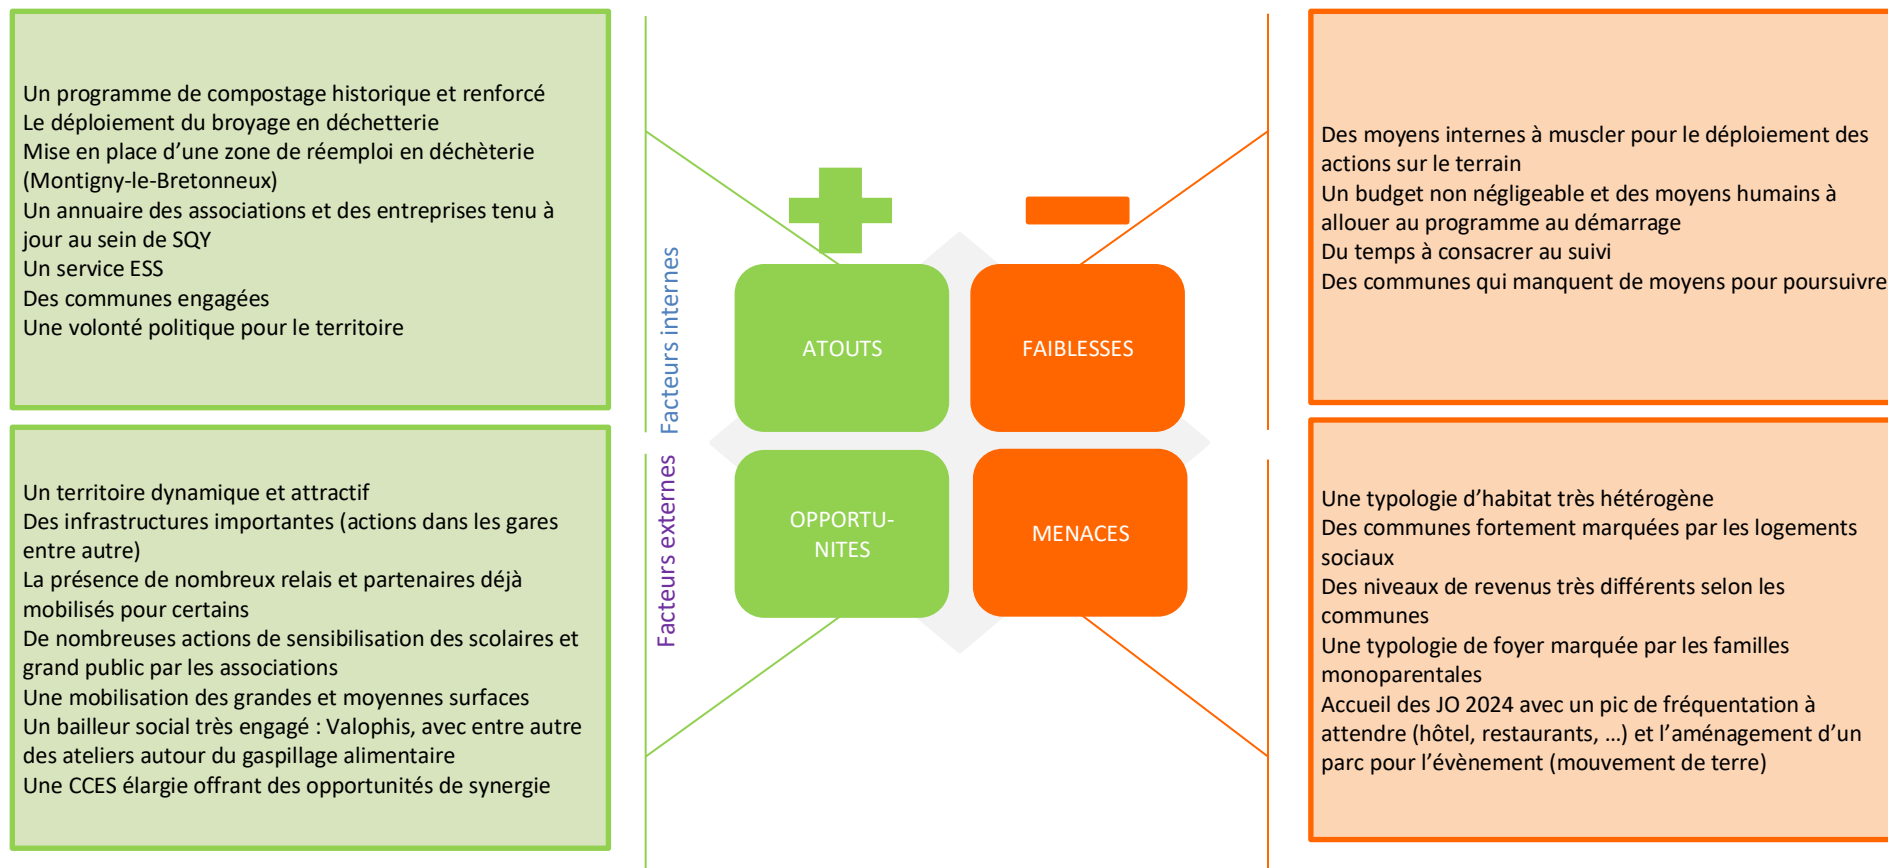 Un programme de compostage historique et renforcé
Le déploiement du broyage en déchetterie
Mise en place d’une zone de réemploi en déchèterie
(Montigny-le-Bretonneux)
Un annuaire des associations et des entreprises tenu à
jour au sein de SQY
Un service ESS
Des communes engagées
Une volonté politique pour le territoire
Un territoire dynamique et attractif
Des infrastructures importantes (actions dans les gares
entre autre)
La présence de nombreux relais et partenaires déjà
mobilisés pour certains
De nombreuses actions de sensibilisation des scolaires et
grand public par les associations
Une mobilisation des grandes et moyennes surfaces
Un bailleur social très engagé : Valophis, avec entre autre
des ateliers autour du gaspillage alimentaire
Une CCES élargie offrant des opportunités de synergie
Facteurs internes
Facteurs externes
ATOUTS
FAIBLESSES
OPPORTU-
NITES
MENACES
Des moyens internes à muscler pour le déploiement des
actions sur le terrain
Un budget non négligeable et des moyens humains à
allouer au programme au démarrage
Du temps à consacrer au suivi
Des communes qui manquent de moyens pour poursuivre
Une typologie d’habitat très hétérogène
Des communes fortement marquées par les logements
sociaux
Des niveaux de revenus très différents selon les
communes
Une typologie de foyer marquée par les familles
monoparentales
Accueil des JO 2024 avec un pic de fréquentation à
attendre (hôtel, restaurants, …) et l’aménagement d’un
parc pour l’évènement (mouvement de terre)